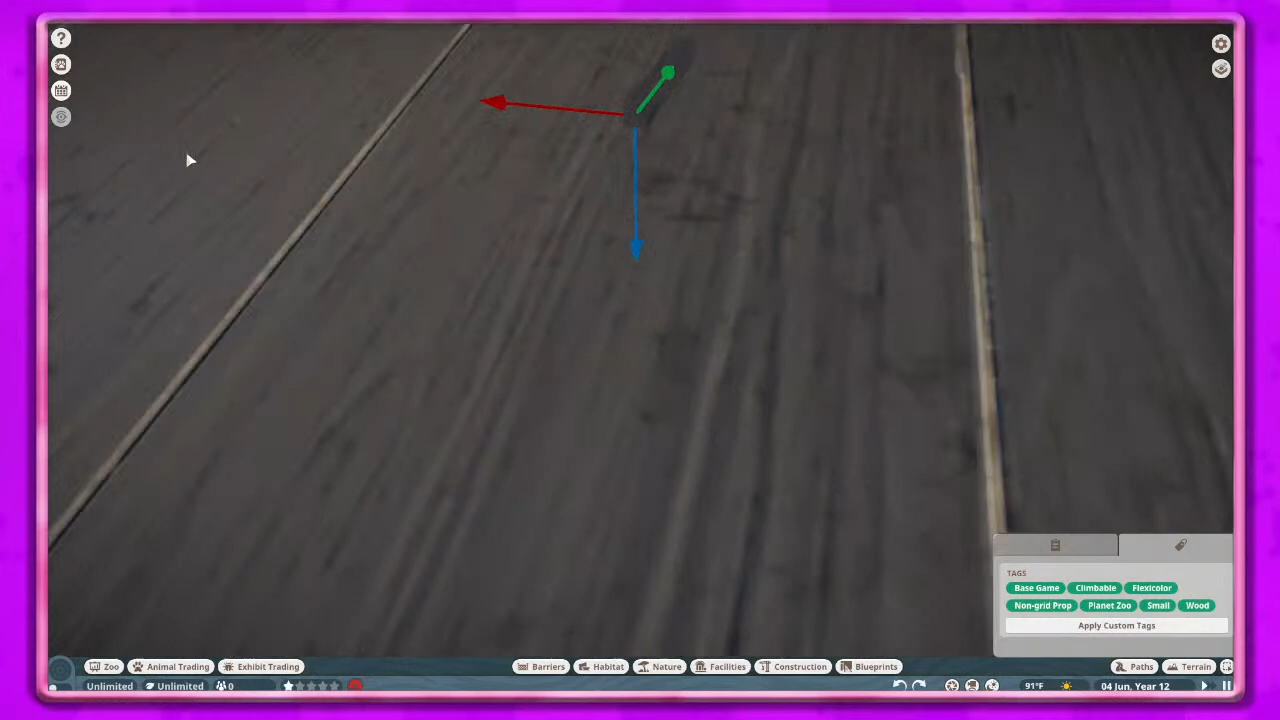 ?
TAGS
Base Game Climbable Flexicolor
Non-grid Prop Planet Zoo Small Wood
Apply Custom Tags
Zoo Animal Trading Exhibit Trading Barriers Habitat Nature Facilities Construction Blueprints Paths Terrain
Unlimited Unlimited 0 91°F 04 Jun, Year 12